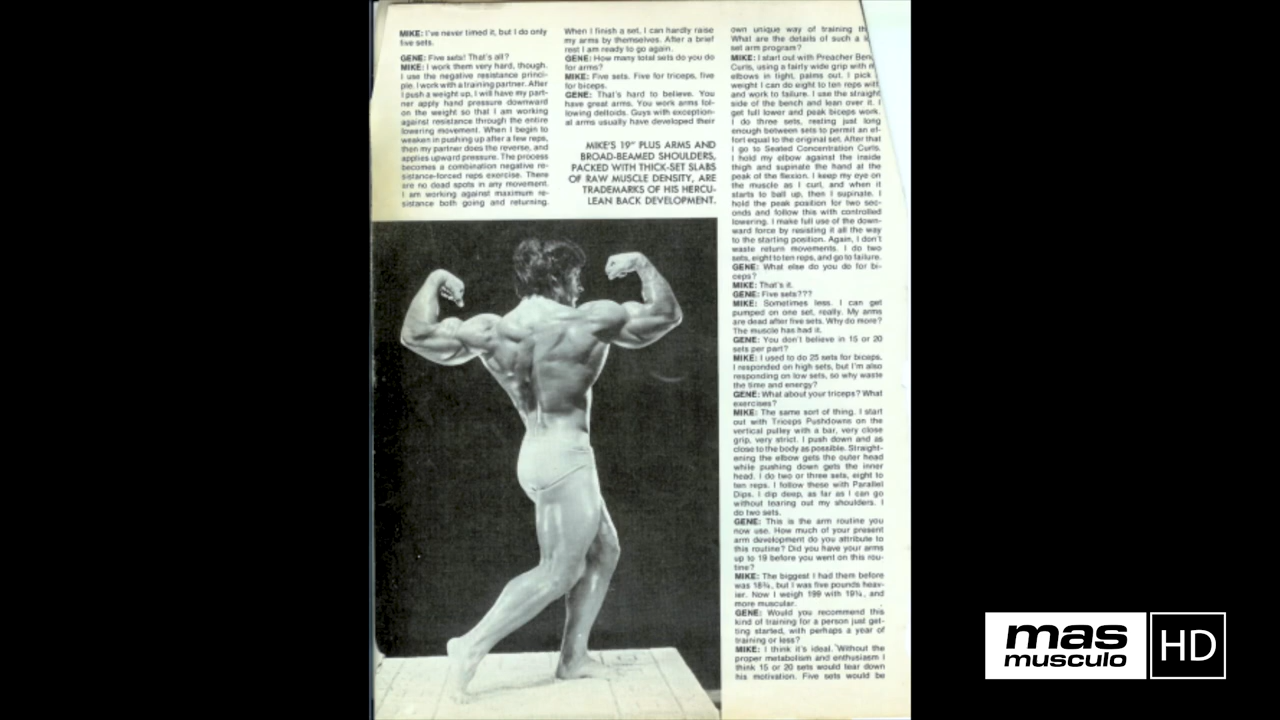 MIKE: I've never timed it, but I do only
five sets.
GENE: Five sets! That's all?
MIKE: I work them very hard, though.
I use the negative resistance princi-
ple. I work with a training partner. After
I push a weight up, I will have my part-
ner apply hand pressure downward
on the weight so that I am working
against resistance through the entire
lowering movement. When I begin to
weaken in pushing up after a few reps,
then my partner does the reverse, and
applies upward pressure. The process
becomes a combination negative re-
sistance-forced reps exercise. There
are no dead spots in any movement.
I am working against maximum re-
sistance both going and returning.
When I finish a set, I can hardly raise
my arms by themselves. After a brief
rest I am ready to go again.
GENE: How many total sets do you do
for arms?
MIKE: Five sets. Five for triceps, five
for biceps.
GENE: That's hard to believe. You
have great arms. You work arms fol-
lowing deltoids. Guys with exception-
al arms usually have developed their
MIKE'S 19" PLUS ARMS AND
BROAD-BEAMED SHOULDERS,
PACKED WITH THICK-SET SLABS
OF RAW MUSCLE DENSITY, ARE
TRADEMARKS OF HIS HERCU-
LEAN BACK DEVELOPMENT.
own unique way of training
What are the details of such a
set arm program?
MIKE: I start out with Preacher
Curls, using a fairly wide grip with
elbows in tight, palms out. I pick
weight I can do eight to ten reps with
and work to failure. I use the straight
side of the bench and lean over it. I
get full lower and peak biceps work.
I do three sets, resting just long
enough between sets to permit an ef-
fort equal to the original set. After that
I go to Seated Concentration Curls.
I hold my elbow against the inside
thigh and supinate the hand at the
peak of the flexion. I keep my eye on
the muscle as I curl, and when it
starts to ball up, then I supinate. I
hold the peak position for two sec-
onds and follow this with controlled
lowering. I make full use of the down-
ward force by resisting it all the way
to the starting position. Again, I don't
waste return movements. I do two
sets, eight to ten reps, and go to failure.
GENE: What else do you do for bi-
ceps?
MIKE: That's it.
GENE: Five sets???
MIKE: Sometimes less. I can get
pumped on one set, really. My arms
are dead after five sets. Why do more?
The muscle has had it.
GENE: You don't believe in 15 or 20
sets per part?
MIKE: I used to do 25 sets for biceps.
I responded on high sets, but I'm also
responding on low sets, so why waste
the time and energy?
GENE: What about your triceps? What
exercises?
MIKE: The same sort of thing. I start
out with Triceps Pushdowns on the
vertical pulley with a bar, very close
grip, very strict. I push down and as
close to the body as possible. Straight-
ening the elbow gets the outer head
while pushing down gets the inner
head. I do two or three sets, eight to
ten reps. I follow these with Parallel
Dips. I dip deep, as far as I can go
without tearing out my shoulders. I
do two sets.
GENE: This is the arm routine you
now use. How much of your present
arm development do you attribute to
this routine? Did you have your arms
up to 19 before you went on this rou-
tine?
MIKE: The biggest I had them before
was 18¾, but I was five pounds heav-
ier. Now I weigh 199 with 19¼, and
more muscular.
GENE: Would you recommend this
kind of training for a person just get-
ting started, with perhaps a year of
training or less?
MIKE: I think it's ideal. Without the
proper metabolism and enthusiasm I
think 15 or 20 sets would tear down
his motivation. Five sets would be
mas
musculo
HD